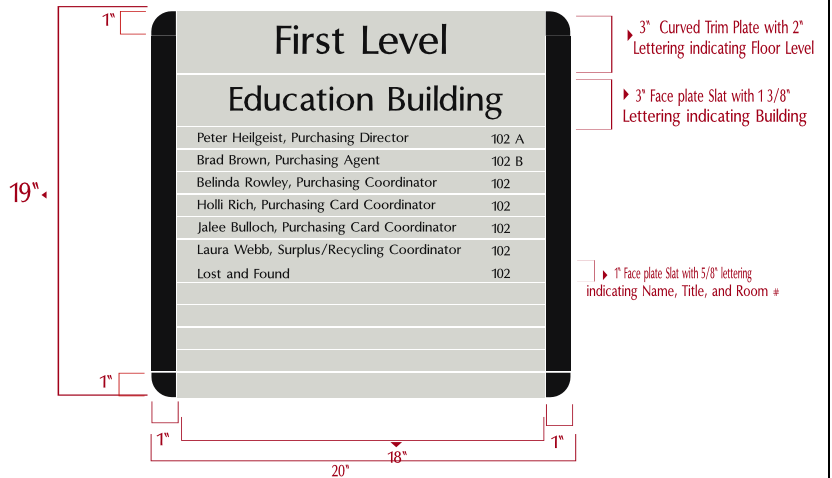 1"
First Level
3" Curved Trim Plate with 2"
Lettering indicating Floor Level
Education Building
3" Face plate Slat with 1 3/8"
Lettering indicating Building
Peter Heilgeist, Purchasing Director 102 A
Brad Brown, Purchasing Agent 102 B
Belinda Rowley, Purchasing Coordinator 102
19"
Holli Rich, Purchasing Card Coordinator 102
Jalee Bulloch, Purchasing Card Coordinator 102
Laura Webb, Surplus/Recycling Coordinator 102
Lost and Found 102
1" Face plate Slat with 5/8" lettering
indicating Name, Title, and Room #
1"
1"
1"
18"
20"